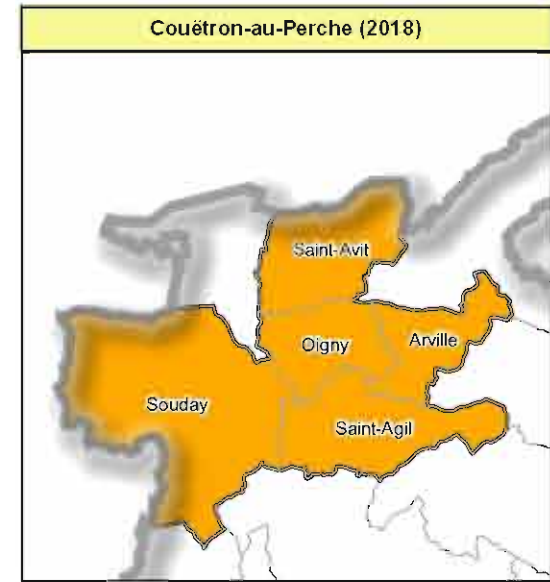 Couëtron-au-Perche (2018)
Saint-Avit
Oigny
Arville
Souday
Saint-Agil